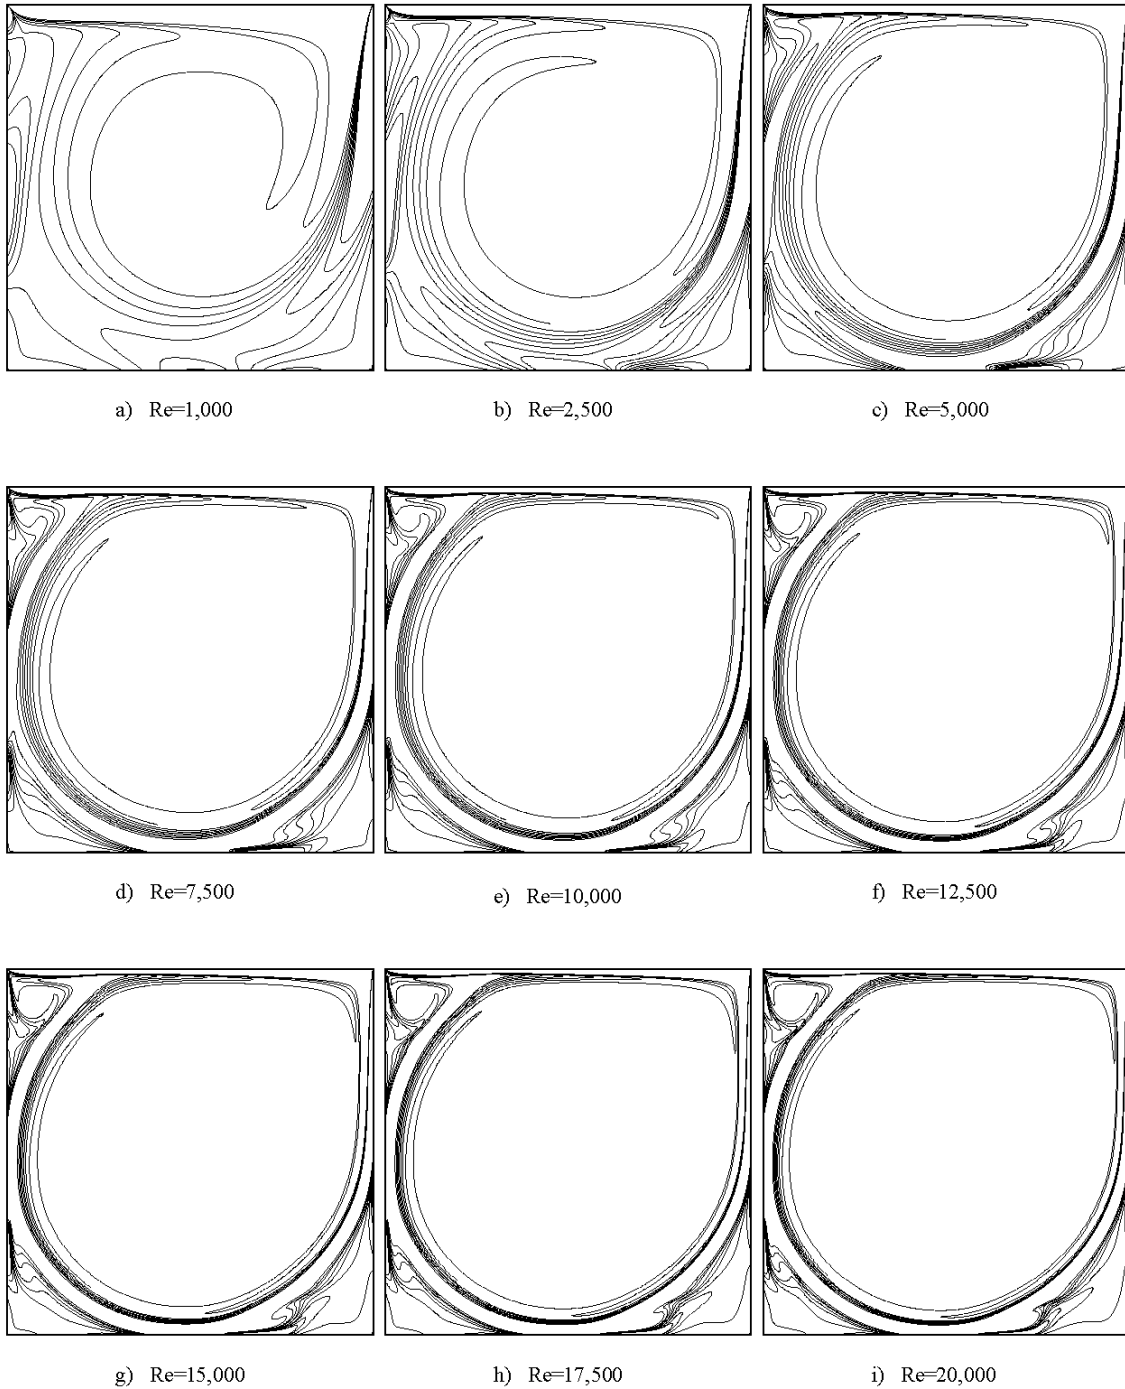 a) Re=1,000
b) Re=2,500
c) Re=5,000
d) Re=7,500
e) Re=10,000
f) Re=12,500
g) Re=15,000
h) Re=17,500
i) Re=20,000